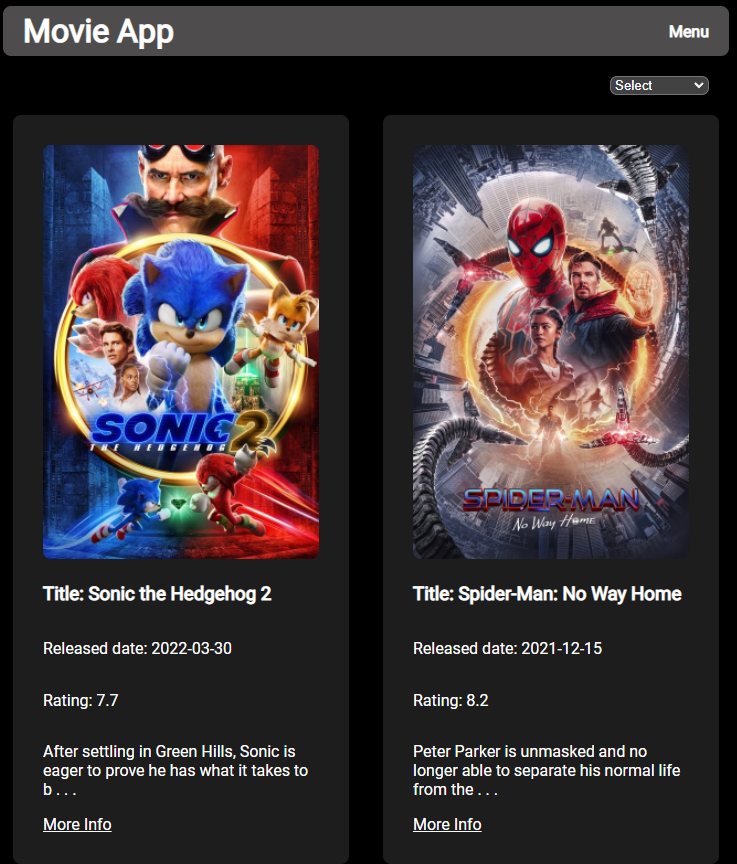 Movie App
Menu
Select
SONIC 2
THE HEDGEHOG
Title: Sonic the Hedgehog 2
Released date: 2022-03-30
Rating: 7.7
After settling in Green Hills, Sonic is
eager to prove he has what it takes to
b . . .
More Info
SPIDER-MAN
No Way Home
Title: Spider-Man: No Way Home
Released date: 2021-12-15
Rating: 8.2
Peter Parker is unmasked and no
longer able to separate his normal life
from the . . .
More Info